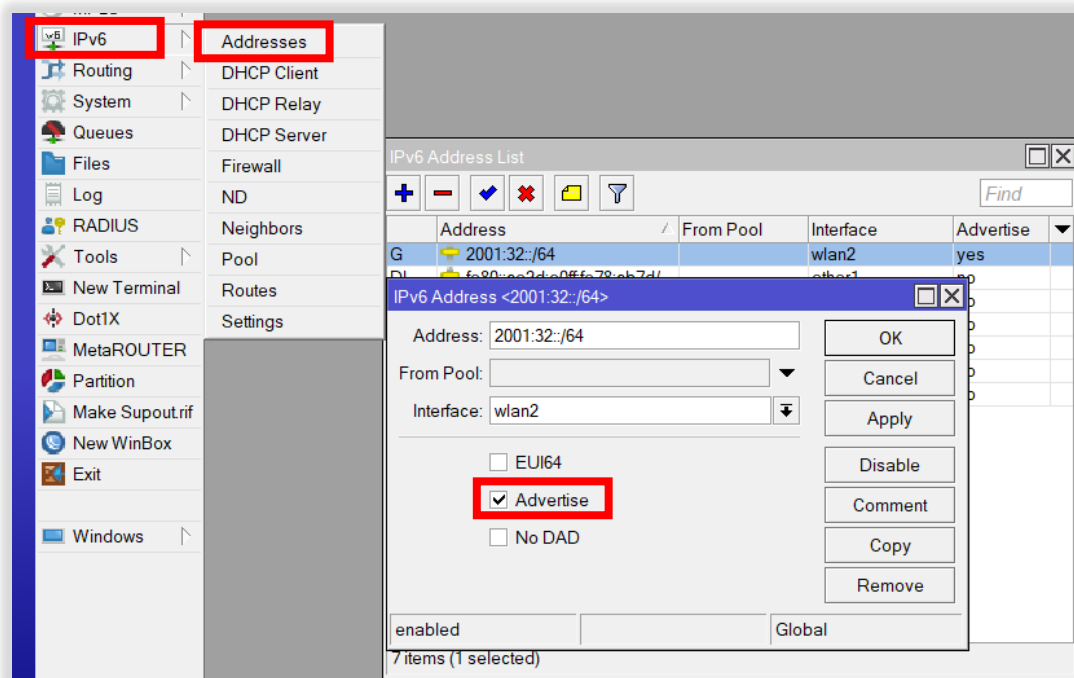 IPv6
Routing
System
Queues
Files
Log
RADIUS
Tools
New Terminal
Dot1X
MetaROUTER
Partition
Make Supout.rif
New WinBox
Exit
Windows
Addresses
DHCP Client
DHCP Relay
DHCP Server
Firewall
ND
Neighbors
Pool
Routes
Settings
IPv6 Address List
Find
Address From Pool Interface Advertise
G 2001:32::/64 wlan2 yes
IPv6 Address <2001:32::/64>
Address: 2001:32::/64
From Pool:
Interface: wlan2
EUI64
Advertise
No DAD
OK
Cancel
Apply
Disable
Comment
Copy
Remove
enabled Global
7 items (1 selected)